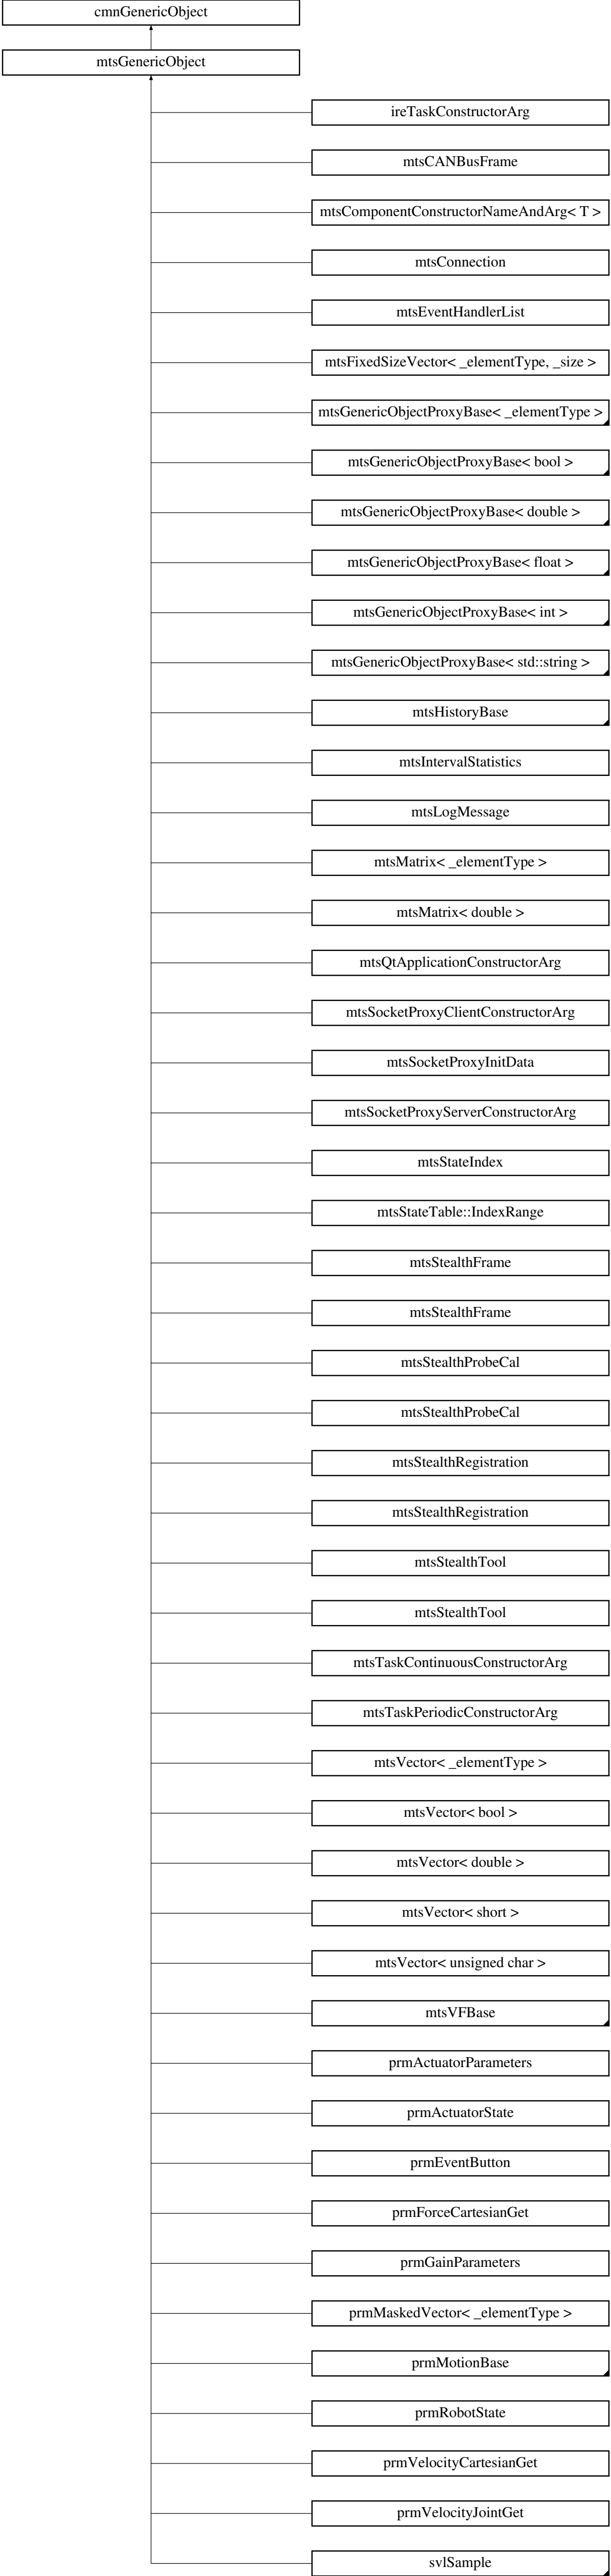 cmnGenericObject
mtsGenericObject
ireTaskConstructorArg
mtsCANBusFrame
mtsComponentConstructorNameAndArg< T >
mtsConnection
mtsEventHandlerList
mtsFixedSizeVector< _elementType, _size >
mtsGenericObjectProxyBase< _elementType >
mtsGenericObjectProxyBase< bool >
mtsGenericObjectProxyBase< double >
mtsGenericObjectProxyBase< float >
mtsGenericObjectProxyBase< int >
mtsGenericObjectProxyBase< std::string >
mtsHistoryBase
mtsIntervalStatistics
mtsLogMessage
mtsMatrix< _elementType >
mtsMatrix< double >
mtsQtApplicationConstructorArg
mtsSocketProxyClientConstructorArg
mtsSocketProxyInitData
mtsSocketProxyServerConstructorArg
mtsStateIndex
mtsStateTable::IndexRange
mtsStealthFrame
mtsStealthFrame
mtsStealthProbeCal
mtsStealthProbeCal
mtsStealthRegistration
mtsStealthRegistration
mtsStealthTool
mtsStealthTool
mtsTaskContinuousConstructorArg
mtsTaskPeriodicConstructorArg
mtsVector< _elementType >
mtsVector< bool >
mtsVector< double >
mtsVector< short >
mtsVector< unsigned char >
mtsVFBase
prmActuatorParameters
prmActuatorState
prmEventButton
prmForceCartesianGet
prmGainParameters
prmMaskedVector< _elementType >
prmMotionBase
prmRobotState
prmVelocityCartesianGet
prmVelocityJointGet
svlSample